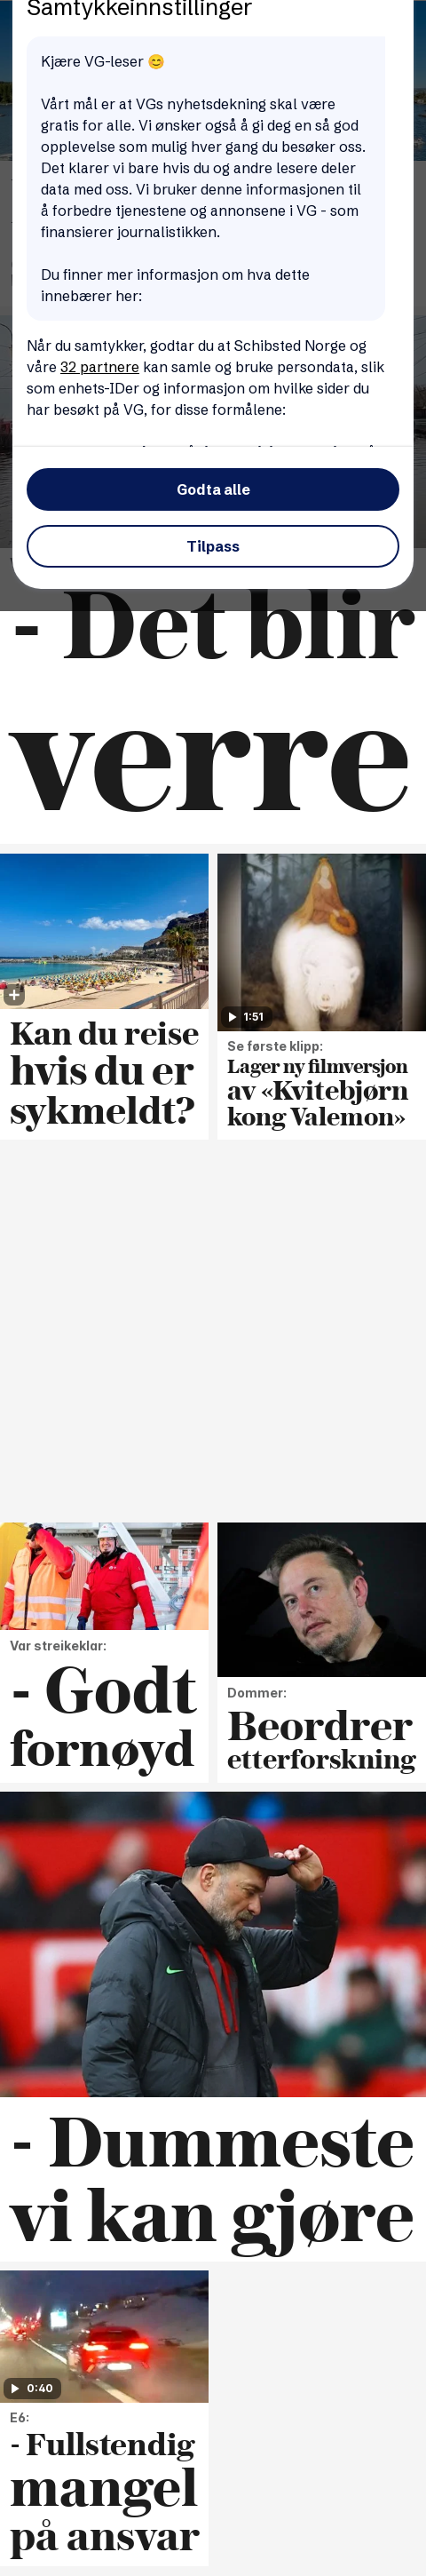 Samtykkeinnstillinger
Kjære VG-leser 😊
Vårt mål er at VGs nyhetsdekning skal være
gratis for alle. Vi ønsker også å gi deg en så god
opplevelse som mulig hver gang du besøker oss.
Det klarer vi bare hvis du og andre lesere deler
data med oss. Vi bruker denne informasjonen til
å forbedre tjenestene og annonsene i VG - som
finansierer journalistikken.
Du finner mer informasjon om hva dette
innebærer her:
Når du samtykker, godtar du at Schibsted Norge og
våre 32 partnere kan samle og bruke persondata, slik
som enhets-IDer og informasjon om hvilke sider du
har besøkt på VG, for disse formålene:
Godta alle
Tilpass
- Det blir
verre
Kan du reise
hvis du er
sykmeldt?
1:51
Se første klipp:
Lager ny filmversjon
av «Kvitebjørn
kong Valemon»
Var streikeklar:
- Godt
fornøyd
Dommer:
Beordrer
etterforskning
- Dummeste
vi kan gjøre
0:40
E6:
- Fullstendig
mangel
på ansvar